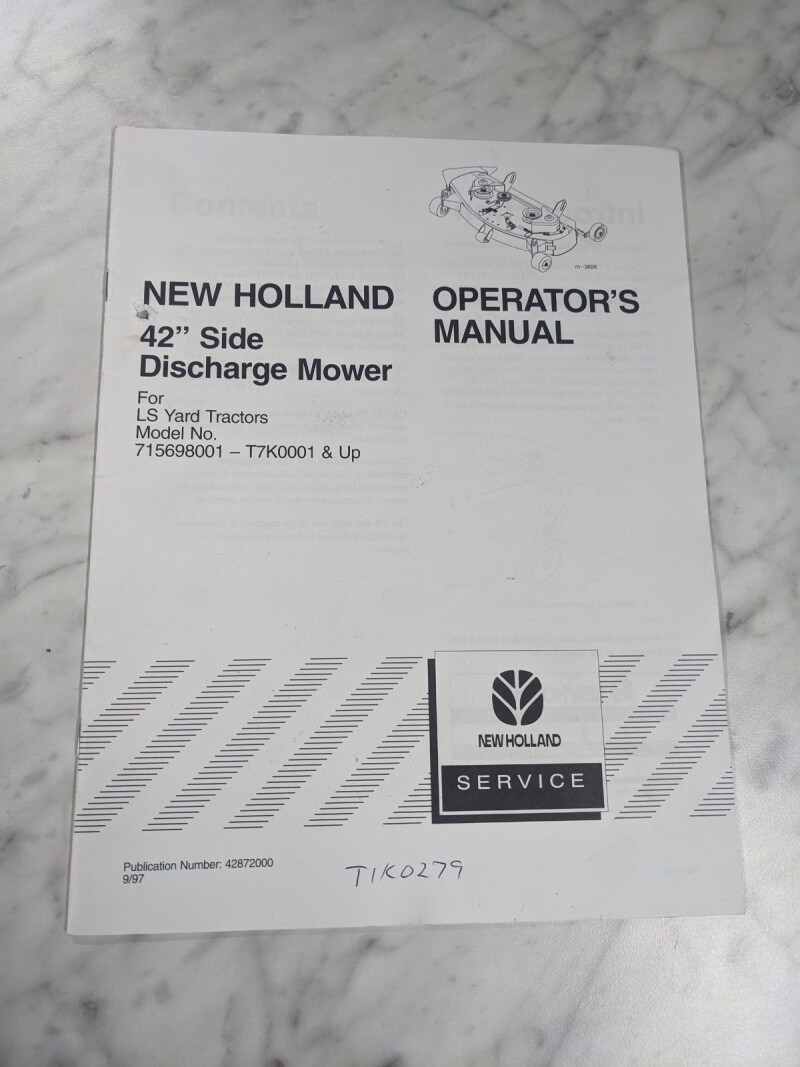 m-3828
NEW HOLLAND
42” Side
Discharge Mower
For
LS Yard Tractors
Model No.
715698001 – T7K0001 & Up
OPERATOR’S
MANUAL
NEW HOLLAND
SERVICE
Publication Number: 42872000
9/97
T1K0279